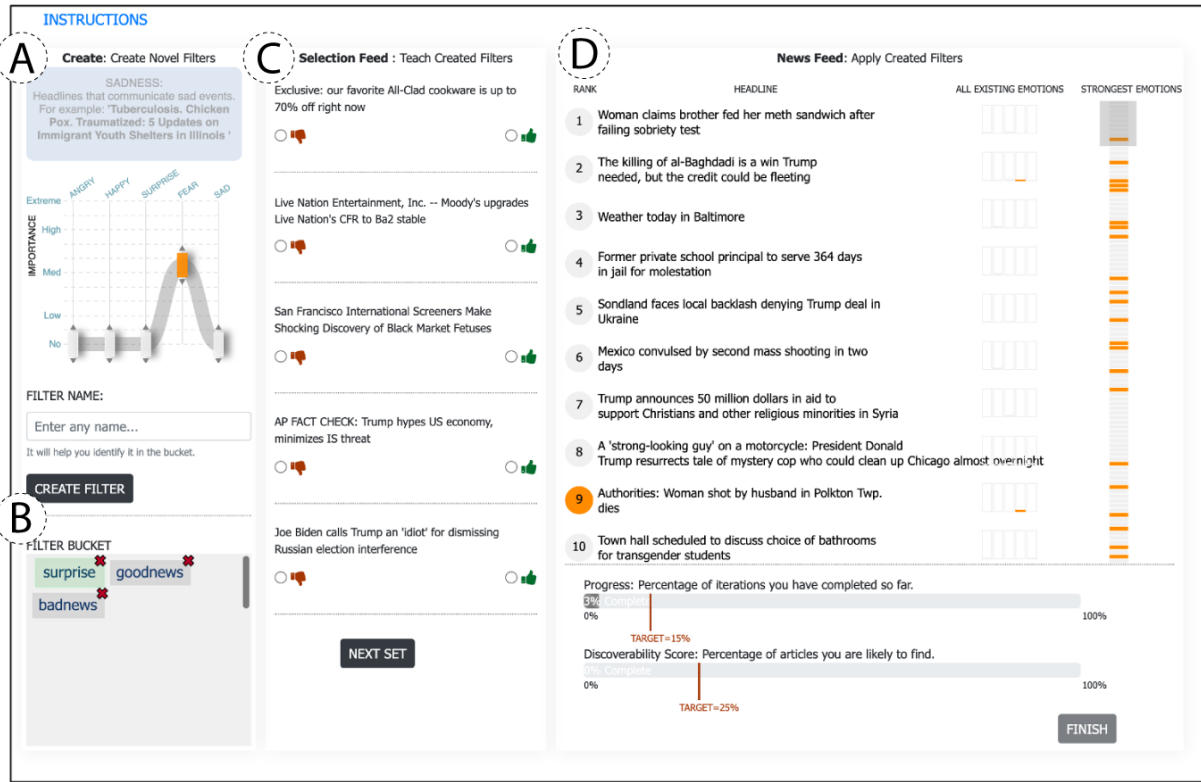 INSTRUCTIONS
A
Create: Create Novel Filters
SADNESS:
Headlines that communicate sad events.
For example: 'Tuberculosis. Chicken
Pox. Traumatized: 5 Updates on
Immigrant Youth Shelters in Illinois '
ANGRY
HAPPY
SURPRISE
FEAR
SAD
IMPORTANCE
Extreme
High
Med
Low
No
FILTER NAME:
Enter any name...
It will help you identify it in the bucket.
CREATE FILTER
B
FILTER BUCKET
surprise
goodnews
badnews
C
Selection Feed : Teach Created Filters
Exclusive: our favorite All-Clad cookware is up to
70% off right now
Live Nation Entertainment, Inc. -- Moody's upgrades
Live Nation's CFR to Ba2 stable
San Francisco International Screeners Make
Shocking Discovery of Black Market Fetuses
AP FACT CHECK: Trump hypes US economy,
minimizes IS threat
Joe Biden calls Trump an 'idiot' for dismissing
Russian election interference
NEXT SET
D
News Feed: Apply Created Filters
RANK HEADLINE ALL EXISTING EMOTIONS STRONGEST EMOTIONS
1 Woman claims brother fed her meth sandwich after
failing sobriety test
2 The killing of al-Baghdadi is a win Trump
needed, but the credit could be fleeting
3 Weather today in Baltimore
4 Former private school principal to serve 364 days
in jail for molestation
5 Sondland faces local backlash denying Trump deal in
Ukraine
6 Mexico convulsed by second mass shooting in two
days
7 Trump announces 50 million dollars in aid to
support Christians and other religious minorities in Syria
8 A 'strong-looking guy' on a motorcycle: President Donald
Trump resurrects tale of mystery cop who could clean up Chicago almost overnight
9 Authorities: Woman shot by husband in Polkton Twp.
dies
10 Town hall scheduled to discuss choice of bathrooms
for transgender students
Progress: Percentage of iterations you have completed so far.
3% Complete
0% 100%
TARGET=15%
Discoverability Score: Percentage of articles you are likely to find.
0% Complete
0% 100%
TARGET=25%
FINISH